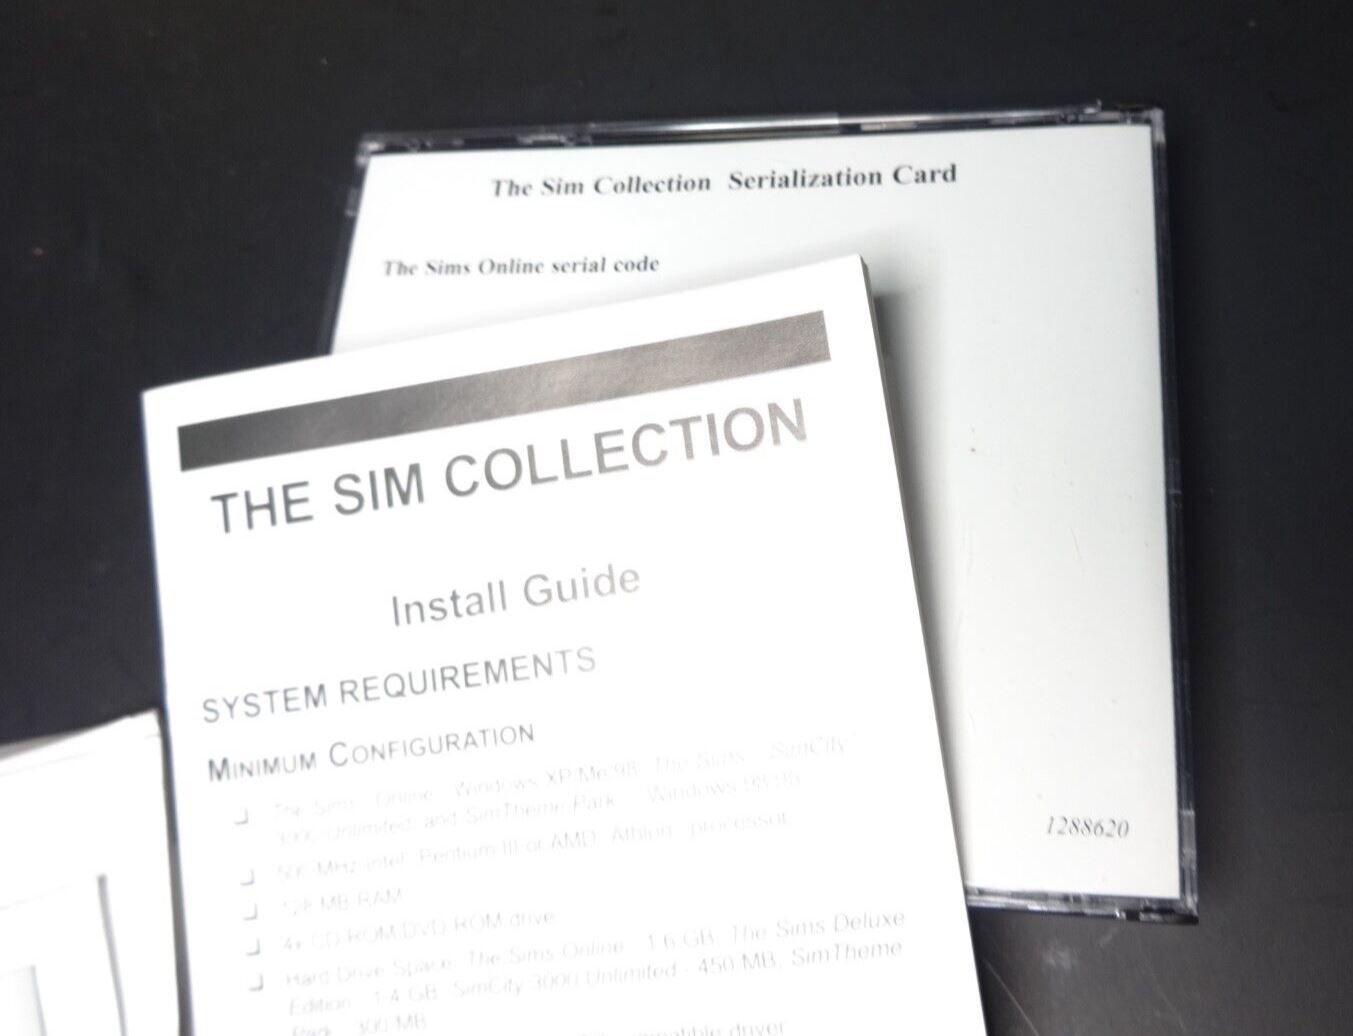 The Sim Collection Serialization Card
The Sims Online serial code
THE SIM COLLECTION
Install Guide
SYSTEM REQUIREMENTS
MINIMUM CONFIGURATION
The Sims Online Windows XP/Me/98 The Sims SimCity
3000 Unlimited and SimTheme Park Windows 98/95
500 MHz Intel Pentium III or AMD Athlon processor
128 MB RAM
4x CD-ROM/DVD-ROM drive
Hard Drive Space: The Sims Online 1.6 GB, The Sims Deluxe
Edition 1.4 GB, SimCity 3000 Unlimited - 450 MB, SimTheme
Park 300 MB
compatible driver
1288620